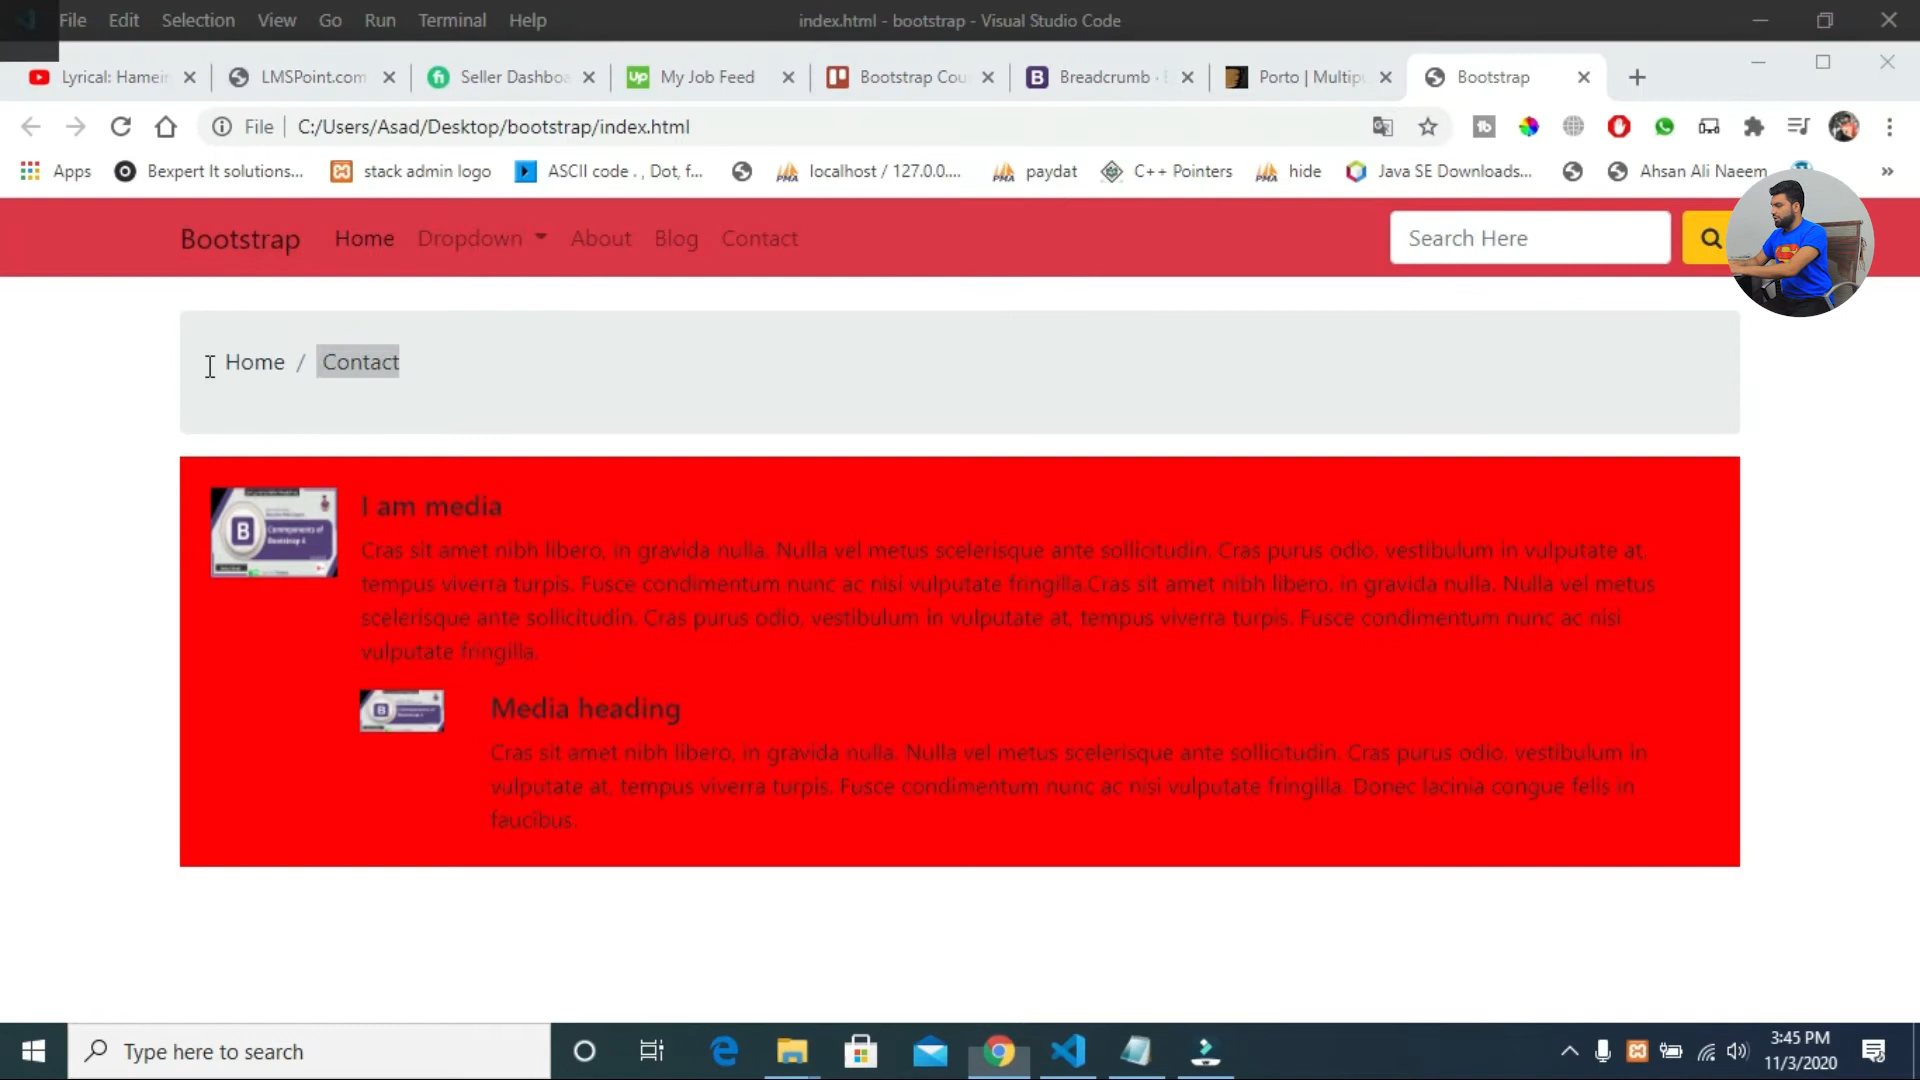 File Edit Selection View Go Run Terminal Help index.html - bootstrap - Visual Studio Code
Lyrical: Hamei LMSPoint.com Seller Dashbo My Job Feed Bootstrap Cou Breadcrumb · Porto | Multip Bootstrap
File C:/Users/Asad/Desktop/bootstrap/index.html
Apps Bexpert It solutions... stack admin logo ASCII code . , Dot, f... localhost / 127.0.0.... paydat C++ Pointers hide Java SE Downloads... Ahsan Ali Naeem »
Bootstrap Home Dropdown About Blog Contact Search Here
Home / Contact
I am media
Cras sit amet nibh libero, in gravida nulla. Nulla vel metus scelerisque ante sollicitudin. Cras purus odio, vestibulum in vulputate at,
tempus viverra turpis. Fusce condimentum nunc ac nisi vulputate fringilla.Cras sit amet nibh libero, in gravida nulla. Nulla vel metus
scelerisque ante sollicitudin. Cras purus odio, vestibulum in vulputate at, tempus viverra turpis. Fusce condimentum nunc ac nisi
vulputate fringilla.
Media heading
Cras sit amet nibh libero, in gravida nulla. Nulla vel metus scelerisque ante sollicitudin. Cras purus odio, vestibulum in
vulputate at, tempus viverra turpis. Fusce condimentum nunc ac nisi vulputate fringilla. Donec lacinia congue felis in
faucibus.
Type here to search
3:45 PM
11/3/2020